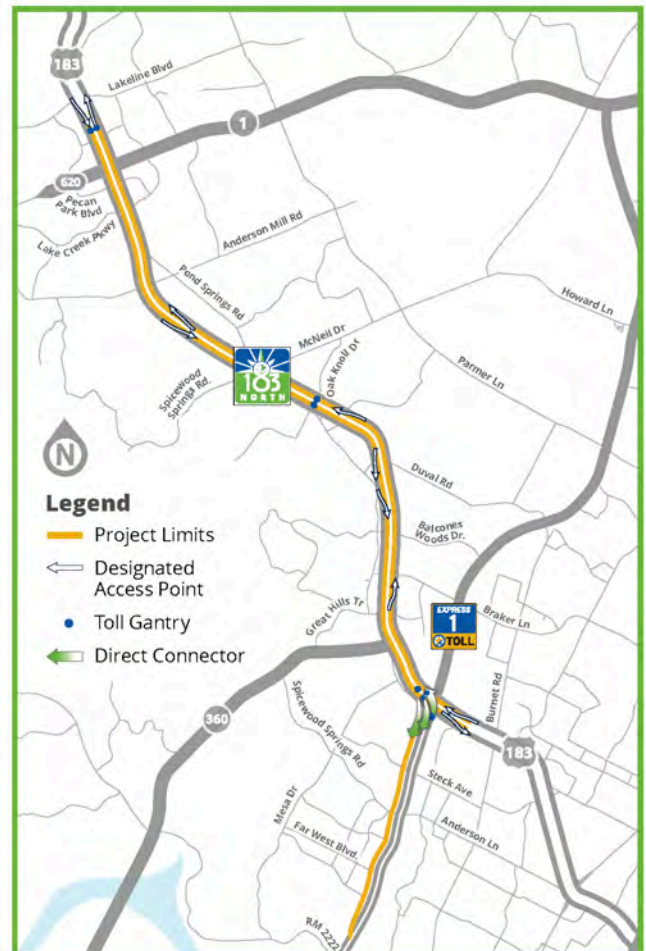 183
Lakeline Blvd
1
620
Pecan
Park Blvd
Lake Creek Pkwy
Anderson Mill Rd
Pond Springs Rd
Howard Ln
McNeil Dr
Oak Knoll Dr
183
NORTH
Spicewood
Springs Rd.
Parmer Ln
N
Legend
Project Limits
Designated
Access Point
Toll Gantry
Direct Connector
Duval Rd
Balcones
Woods Dr.
Great Hills Tr
EXPRESS
1
TOLL
Braker Ln
360
Spicewood Springs Rd
Burnet Rd
183
Steck Ave
Mesa Dr
Anderson Ln
Far West Blvd.
RM 2222